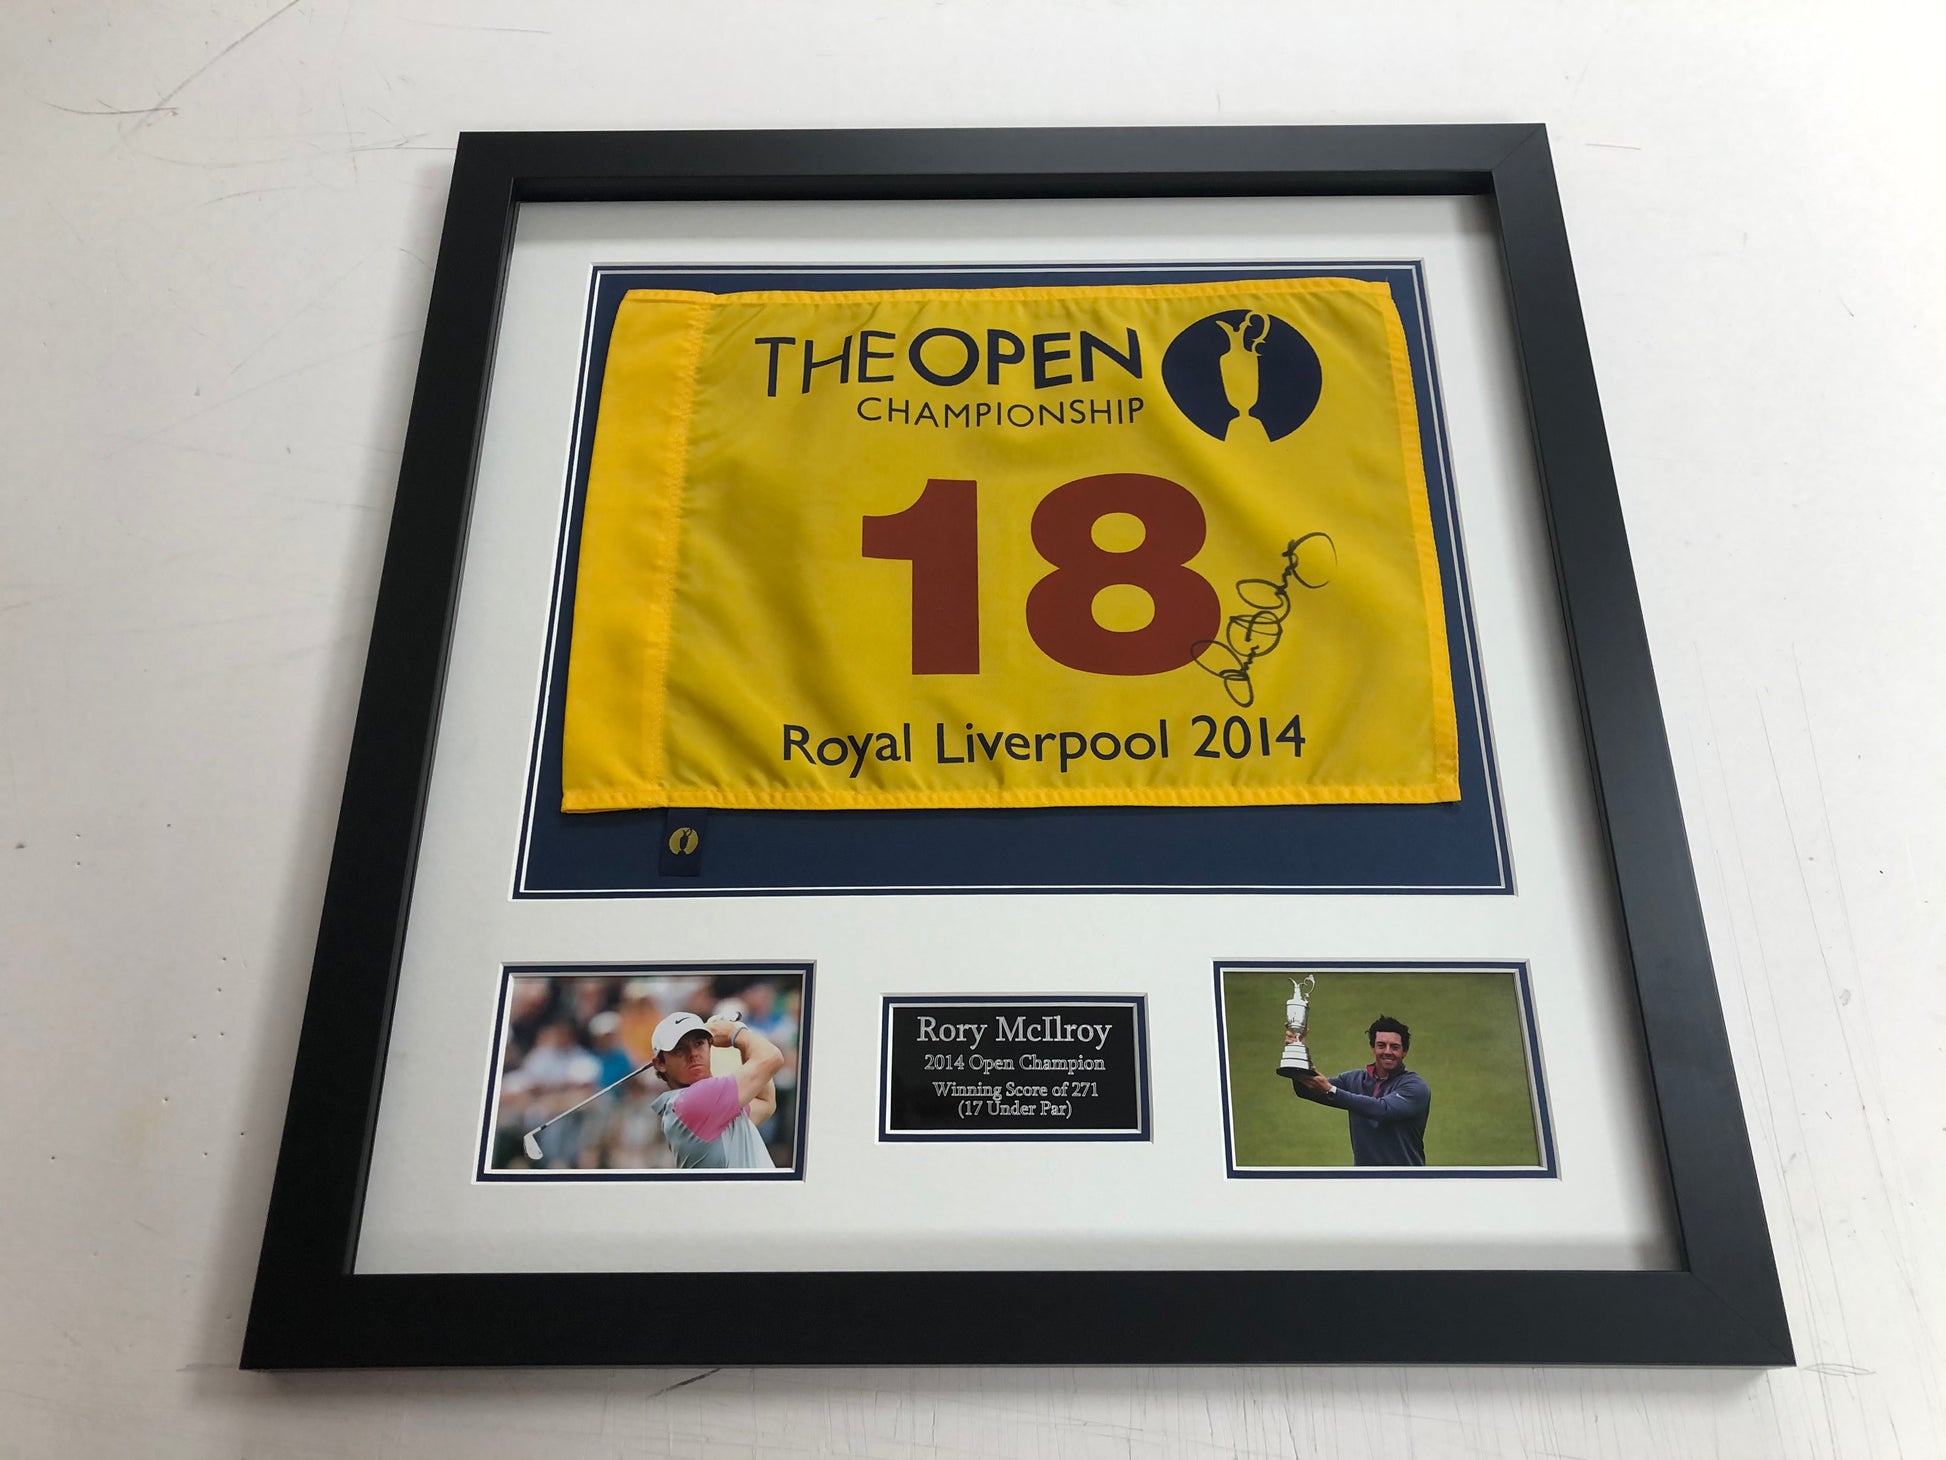 THE OPEN
CHAMPIONSHIP
18
Royal Liverpool 2014
Rory McIlroy
2014 Open Champion
Winning Score of 271
(17 Under Par)